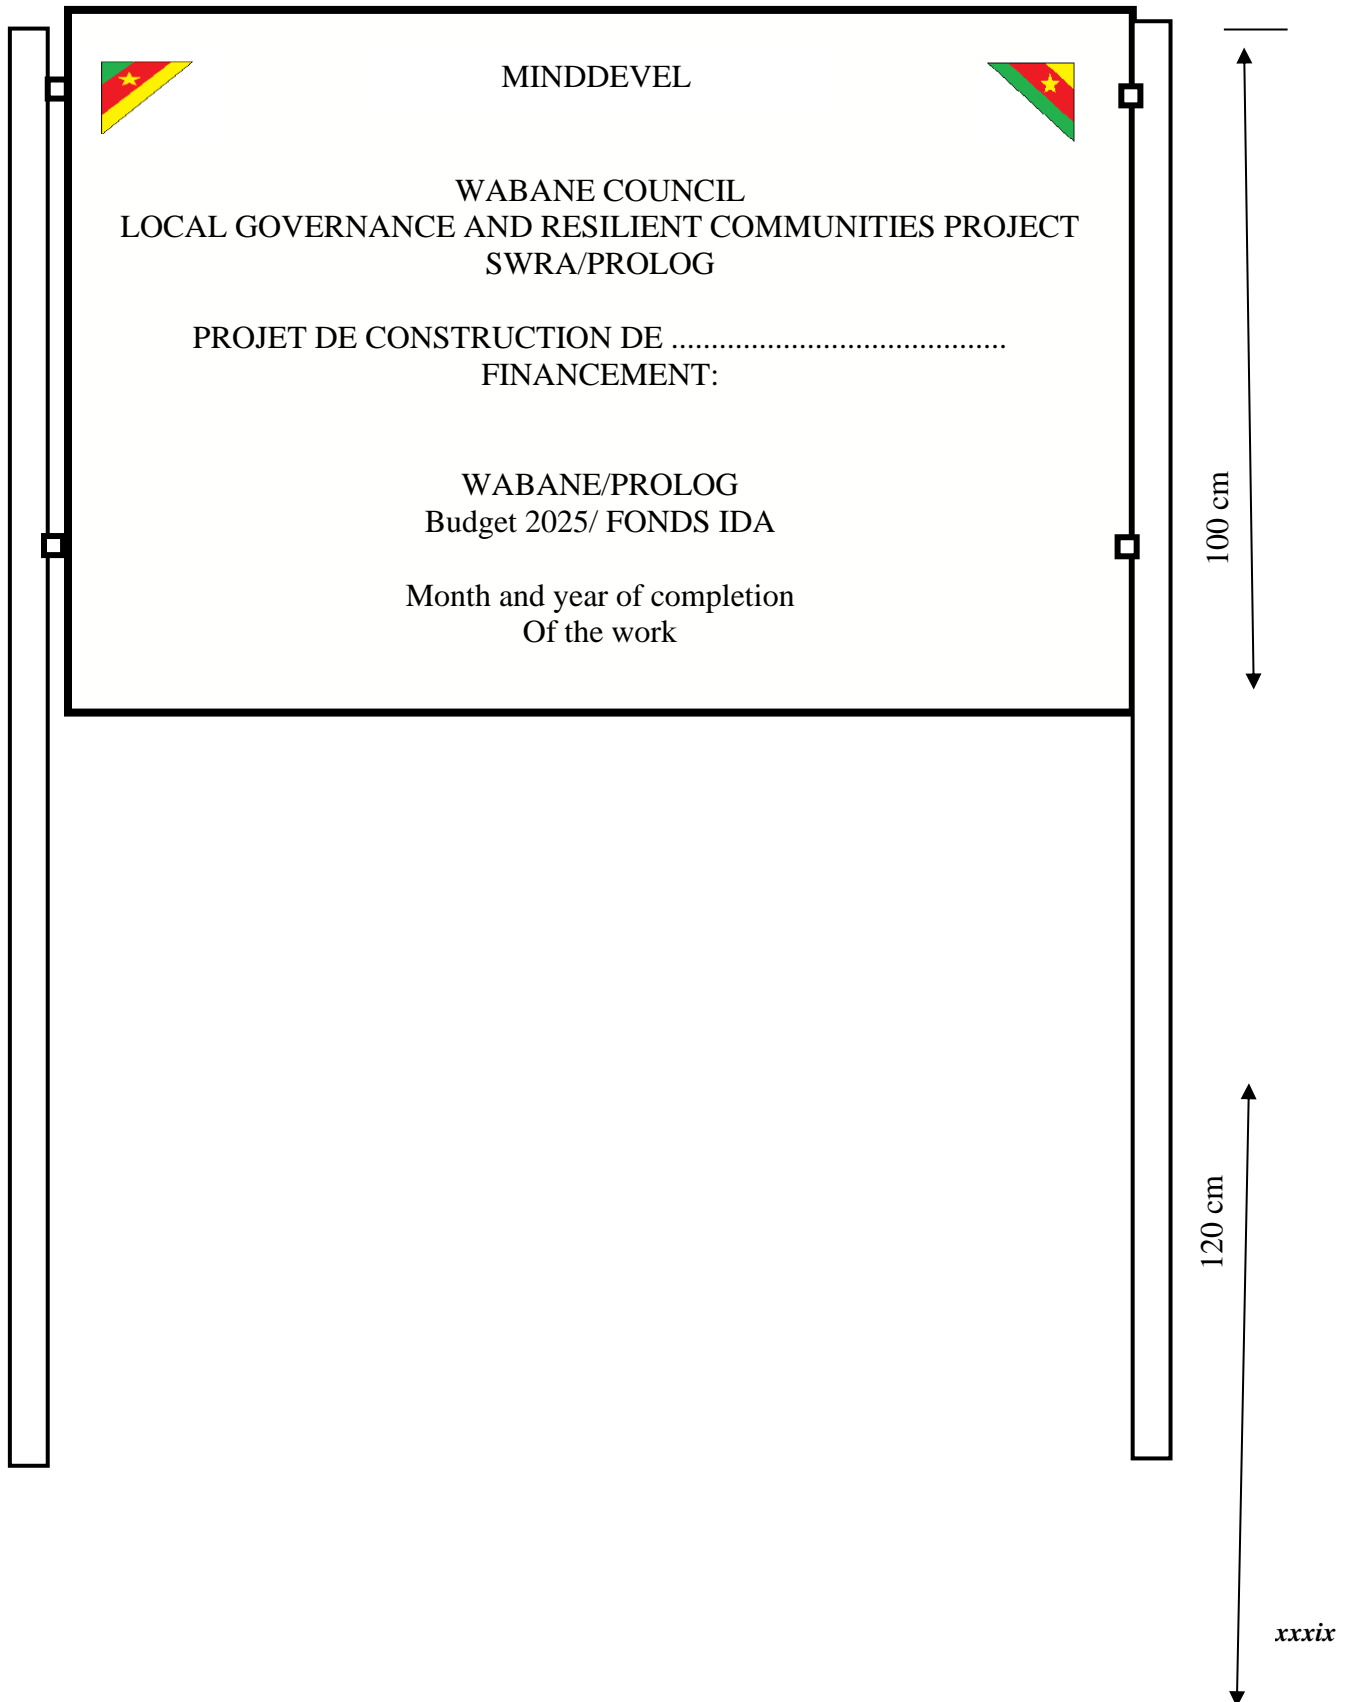 MINDDEVEL
WABANE COUNCIL
LOCAL GOVERNANCE AND RESILIENT COMMUNITIES PROJECT
SWRA/PROLOG
PROJET DE CONSTRUCTION DE ..........................................
FINANCEMENT:
WABANE/PROLOG
Budget 2025/ FONDS IDA
Month and year of completion
Of the work
100 cm
120 cm
xxxix